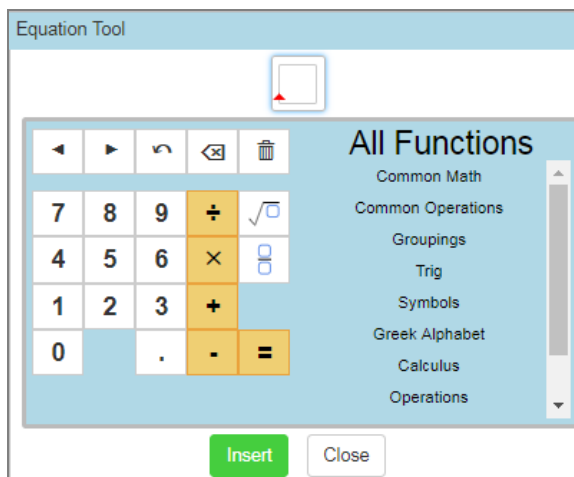 Equation Tool
All Functions
Common Math
7 8 9 ÷ √
Common Operations
4 5 6 ×
Groupings
Trig
1 2 3 +
Symbols
Greek Alphabet
0 . - =
Calculus
Operations
Insert Close